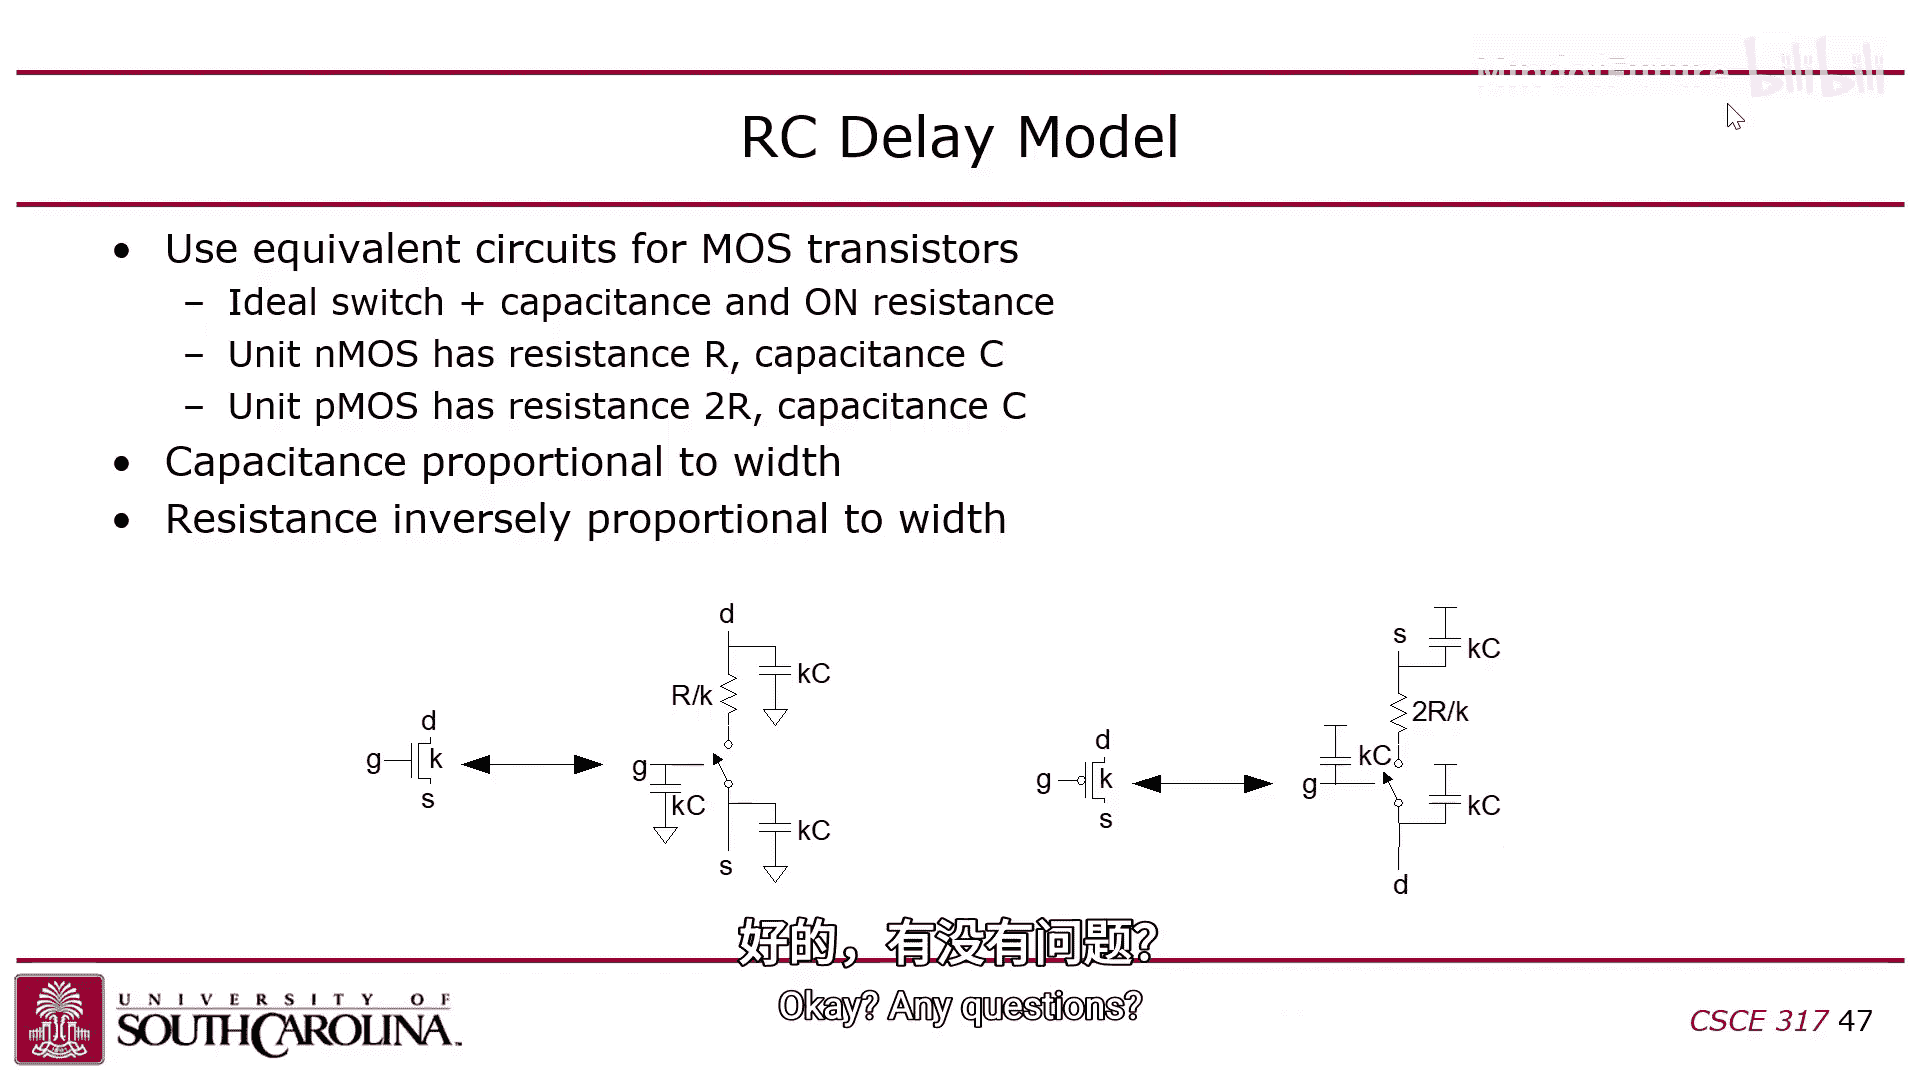 bilibili
RC Delay Model
• Use equivalent circuits for MOS transistors
– Ideal switch + capacitance and ON resistance
– Unit nMOS has resistance R, capacitance C
– Unit pMOS has resistance 2R, capacitance C
• Capacitance proportional to width
• Resistance inversely proportional to width
d
kC
R/k
d
g
k
s
g
kC
kC
s
s
kC
2R/k
d
g
k
s
kC
g
kC
d
好的，有没有问题?
Okay? Any questions?
UNIVERSITY OF
SOUTH CAROLINA™
CSCE 317 47